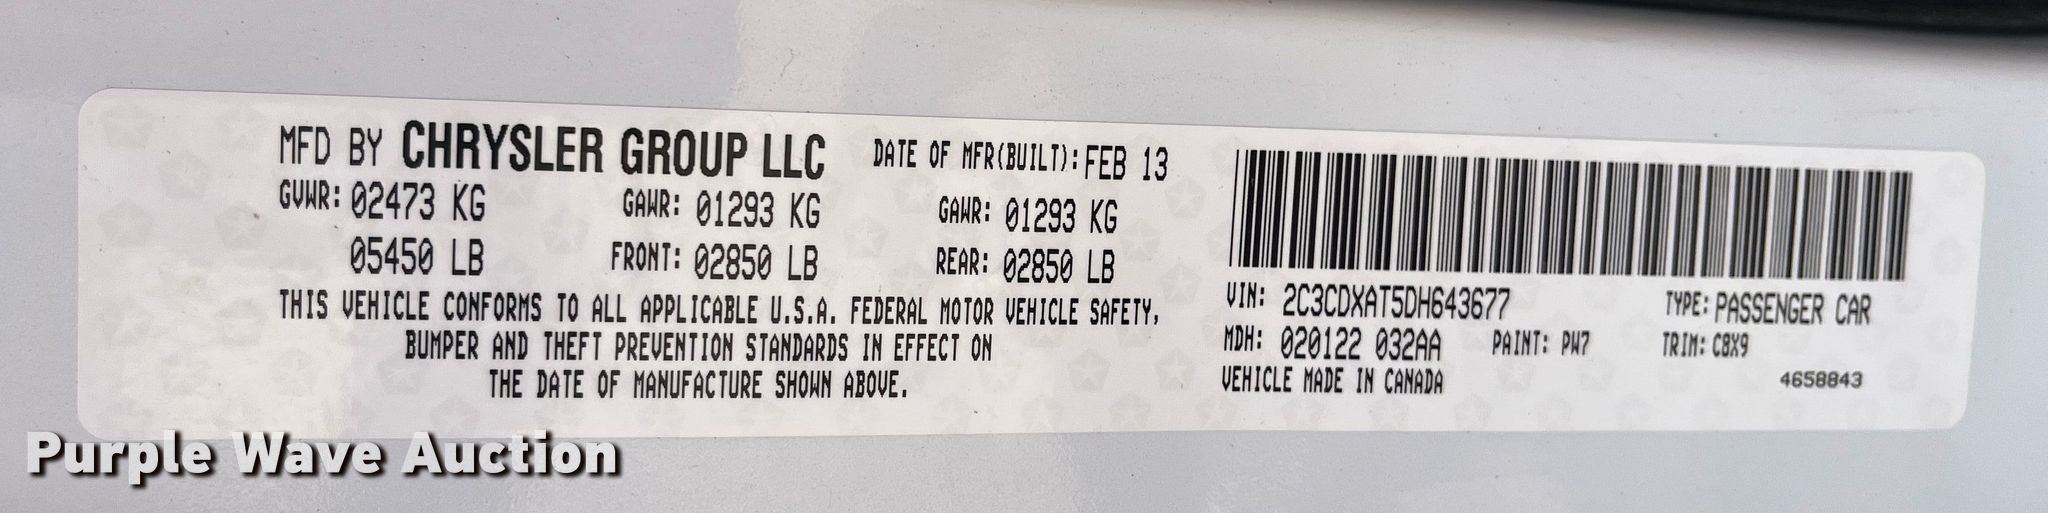 MFD BY CHRYSLER GROUP LLC DATE OF MFR(BUILT): FEB 13
GVWR: 02473 KG GAWR: 01293 KG GAWR: 01293 KG
05450 LB FRONT: 02850 LB REAR: 02850 LB
THIS VEHICLE CONFORMS TO ALL APPLICABLE U.S.A. FEDERAL MOTOR VEHICLE SAFETY,
BUMPER AND THEFT PREVENTION STANDARDS IN EFFECT ON
THE DATE OF MANUFACTURE SHOWN ABOVE.
VIN: 2C3CDXAT5DH643677 TYPE: PASSENGER CAR
MDH: 020122 032AA PAINT: PW7 TRIM: C8X9
VEHICLE MADE IN CANADA 4658843
Purple Wave Auction